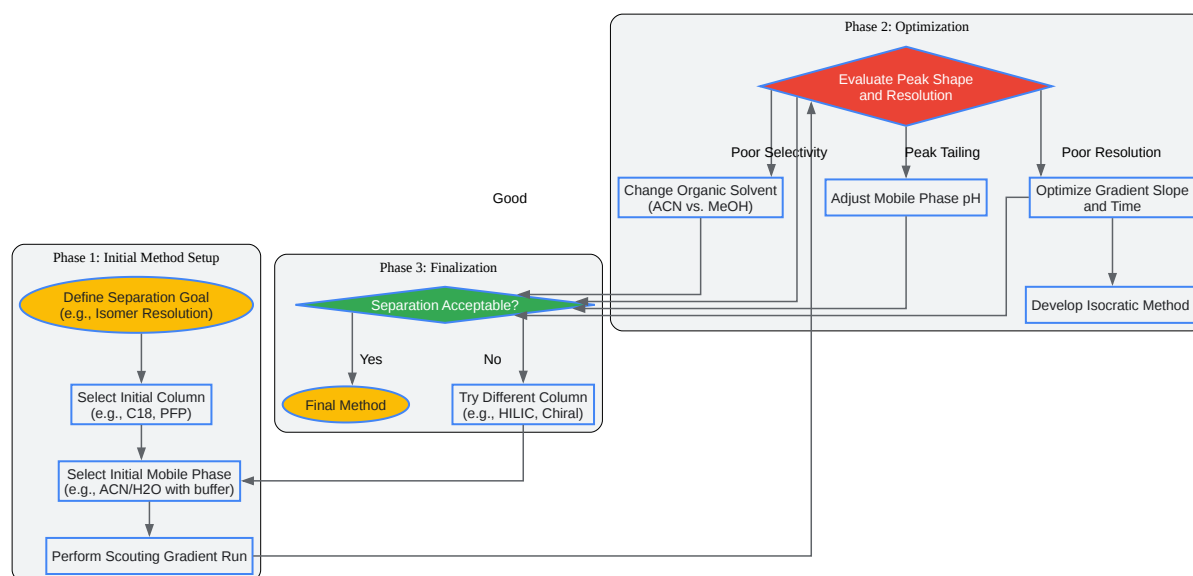 Phase 2: Optimization
Evaluate Peak Shape
and Resolution
Poor Selectivity
Peak Tailing
Poor Resolution
Change Organic Solvent
(ACN vs. MeOH)
Adjust Mobile Phase pH
Optimize Gradient Slope
and Time
Develop Isocratic Method
Good
Phase 1: Initial Method Setup
Define Separation Goal
(e.g., Isomer Resolution)
Select Initial Column
(e.g., C18, PFP)
Select Initial Mobile Phase
(e.g., ACN/H2O with buffer)
Perform Scouting Gradient Run
Phase 3: Finalization
Separation Acceptable?
Yes
No
Final Method
Try Different Column
(e.g., HILIC, Chiral)